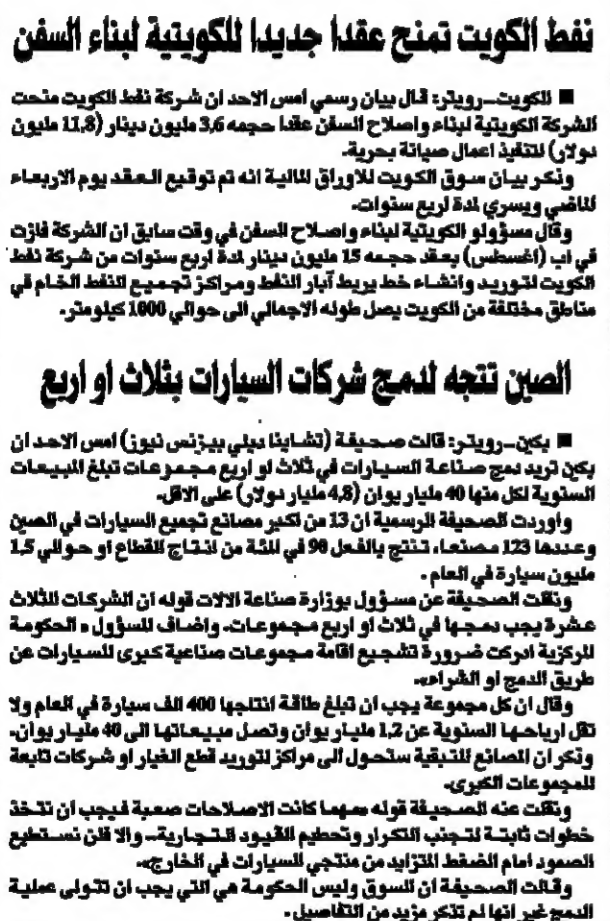 نفط الكويت تمنح عقدا جديدا للكويتية لبناء السفن
■ الكويت-رويتر: قال بيان رسمي امس الاحد ان شركة نفط الكويت منحت
الشركة الكويتية لبناء واصلاح السفن عقدا حجمه 3,6 مليون دينار (11,8 مليون
دولار) لتنفيذ اعمال صيانة بحرية.
وذكر بيان سوق الكويت للاوراق المالية انه تم توقيع العقد يوم الاربعاء
الماضي ويسري لمدة اربع سنوات.
وقال مسؤولو الكويتية لبناء واصلاح السفن في وقت سابق ان الشركة فازت
في اب (اغسطس) بعقد حجمه 15 مليون دينار لمدة اربع سنوات من شركة نفط
الكويت لتوريد وانشاء خط يربط آبار النفط ومراكز تجميع النفط الخام في
مناطق مختلفة من الكويت يصل طوله الاجمالي الى حوالي 1000 كيلومتر.
الصين تتجه لدمج شركات السيارات بثلاث او اربع
■ بكين-رويتر: قالت صحيفة (تشاينا ديلي بيزنس نيوز) امس الاحد ان
بكين تريد دمج صناعة السيارات في ثلاث او اربع مجموعات تبلغ المبيعات
السنوية لكل منها 40 مليار يوان (4,8 مليار دولار) على الاقل.
واوردت الصحيفة الرسمية ان 13 من اكبر مصانع تجميع السيارات في الصين
وعددها 123 مصنعا، تنتج بالفعل 90 في المئة من انتاج القطاع او حوالي 1,5
مليون سيارة في العام.
ونقلت الصحيفة عن مسؤول بوزارة صناعة الالات قوله ان الشركات الثلاث
عشرة يجب دمجها في ثلاث او اربع مجموعات. واضاف المسؤول «الحكومة
المركزية ادركت ضرورة تشجيع اقامة مجموعات صناعية كبرى للسيارات عن
طريق الدمج او الشراء».
وقال ان كل مجموعة يجب ان تبلغ طاقة انتاجها 400 الف سيارة في العام ولا
تقل ارباحها السنوية عن 1,2 مليار يوان وتصل مبيعاتها الى 40 مليار يوان.
وذكر ان المصانع المتبقية ستحول الى مراكز لتوريد قطع الغيار او شركات تابعة
للمجموعات الكبرى.
ونقلت عنه الصحيفة قوله «مهما كانت الاصلاحات صعبة فيجب ان نتخذ
خطوات ثابتة لتجنب التكرار وتحطيم القيود التجارية.. والا فلن نستطيع
الصمود امام الضغط المتزايد من منتجي السيارات في الخارج».
وقالت الصحيفة ان السوق وليس الحكومة هي التي يجب ان تتولى عملية
الدمج غير انها لم تذكر مزيد من التفاصيل.